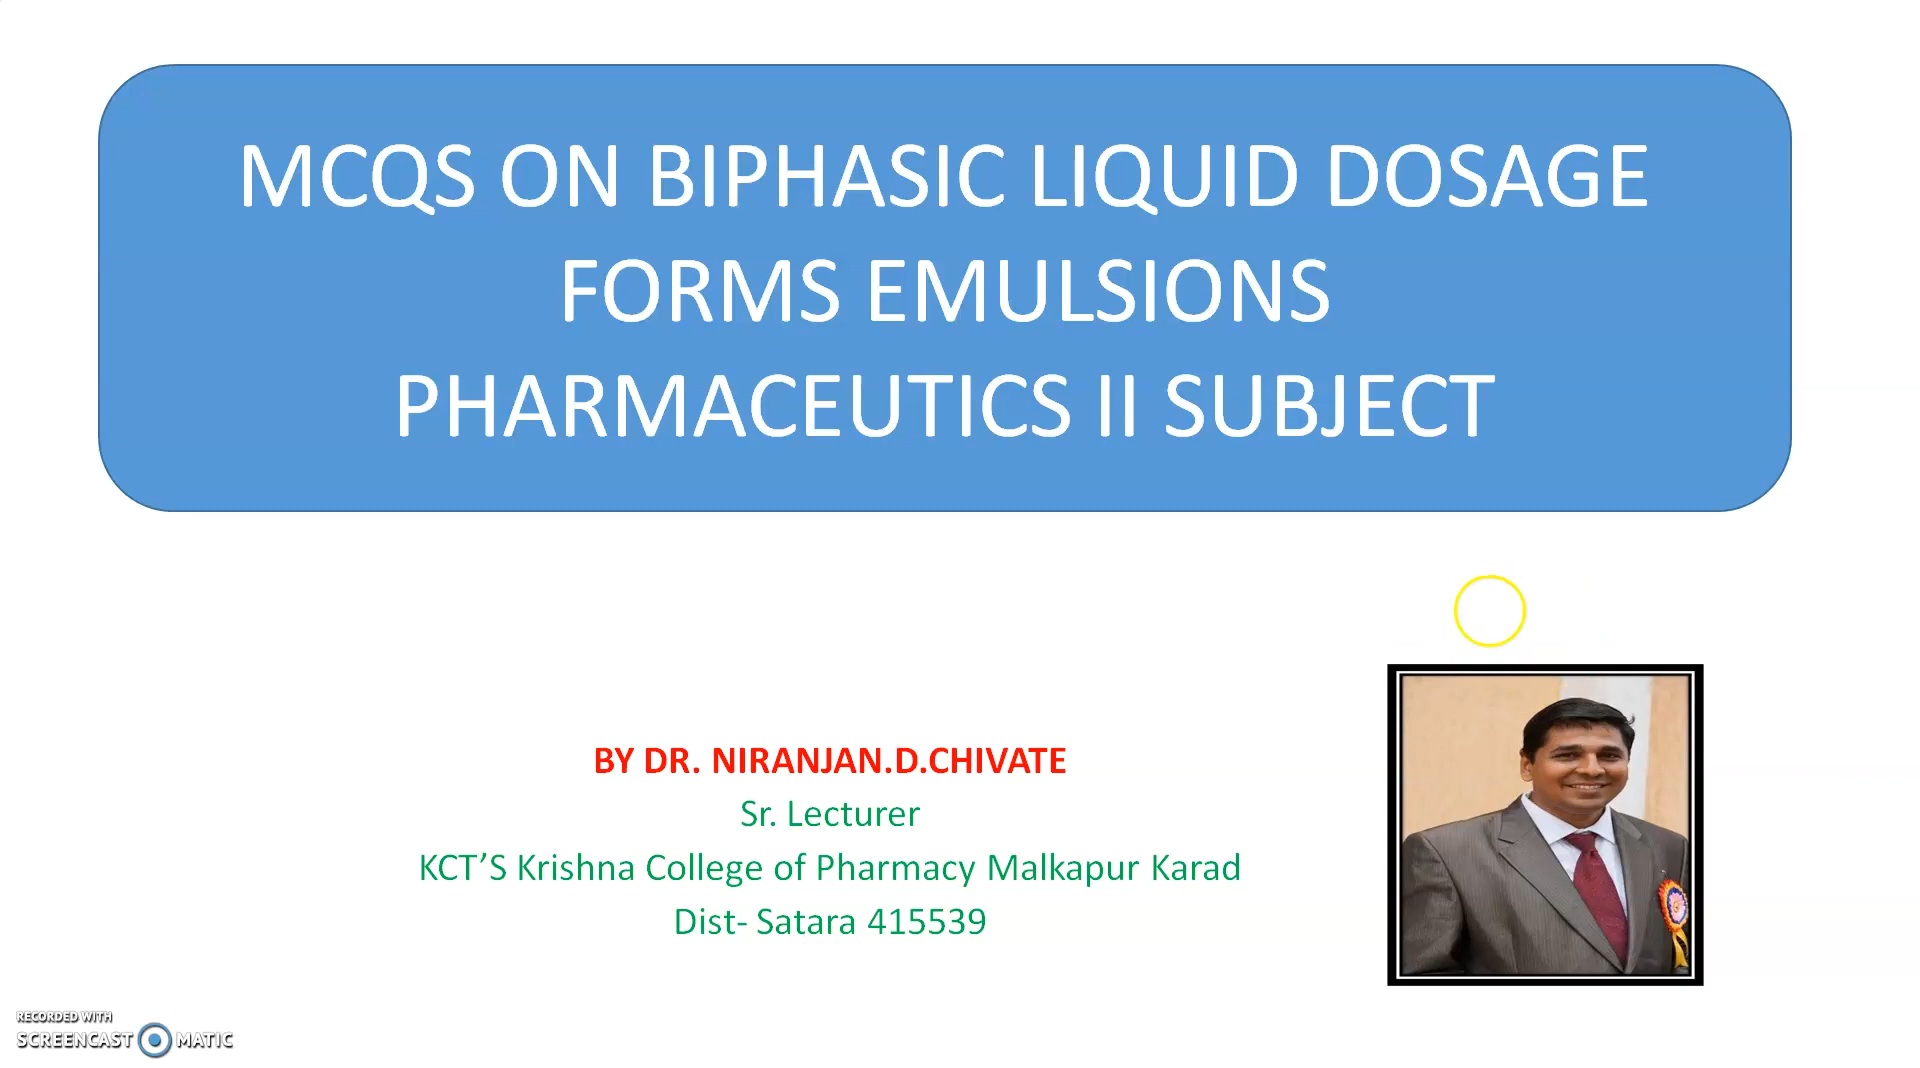 MCQS ON BIPHASIC LIQUID DOSAGE
FORMS EMULSIONS
PHARMACEUTICS II SUBJECT
BY DR. NIRANJAN.D.CHIVATE
Sr. Lecturer
KCT’S Krishna College of Pharmacy Malkapur Karad
Dist- Satara 415539
RECORDED WITH
SCREENCAST MATIC